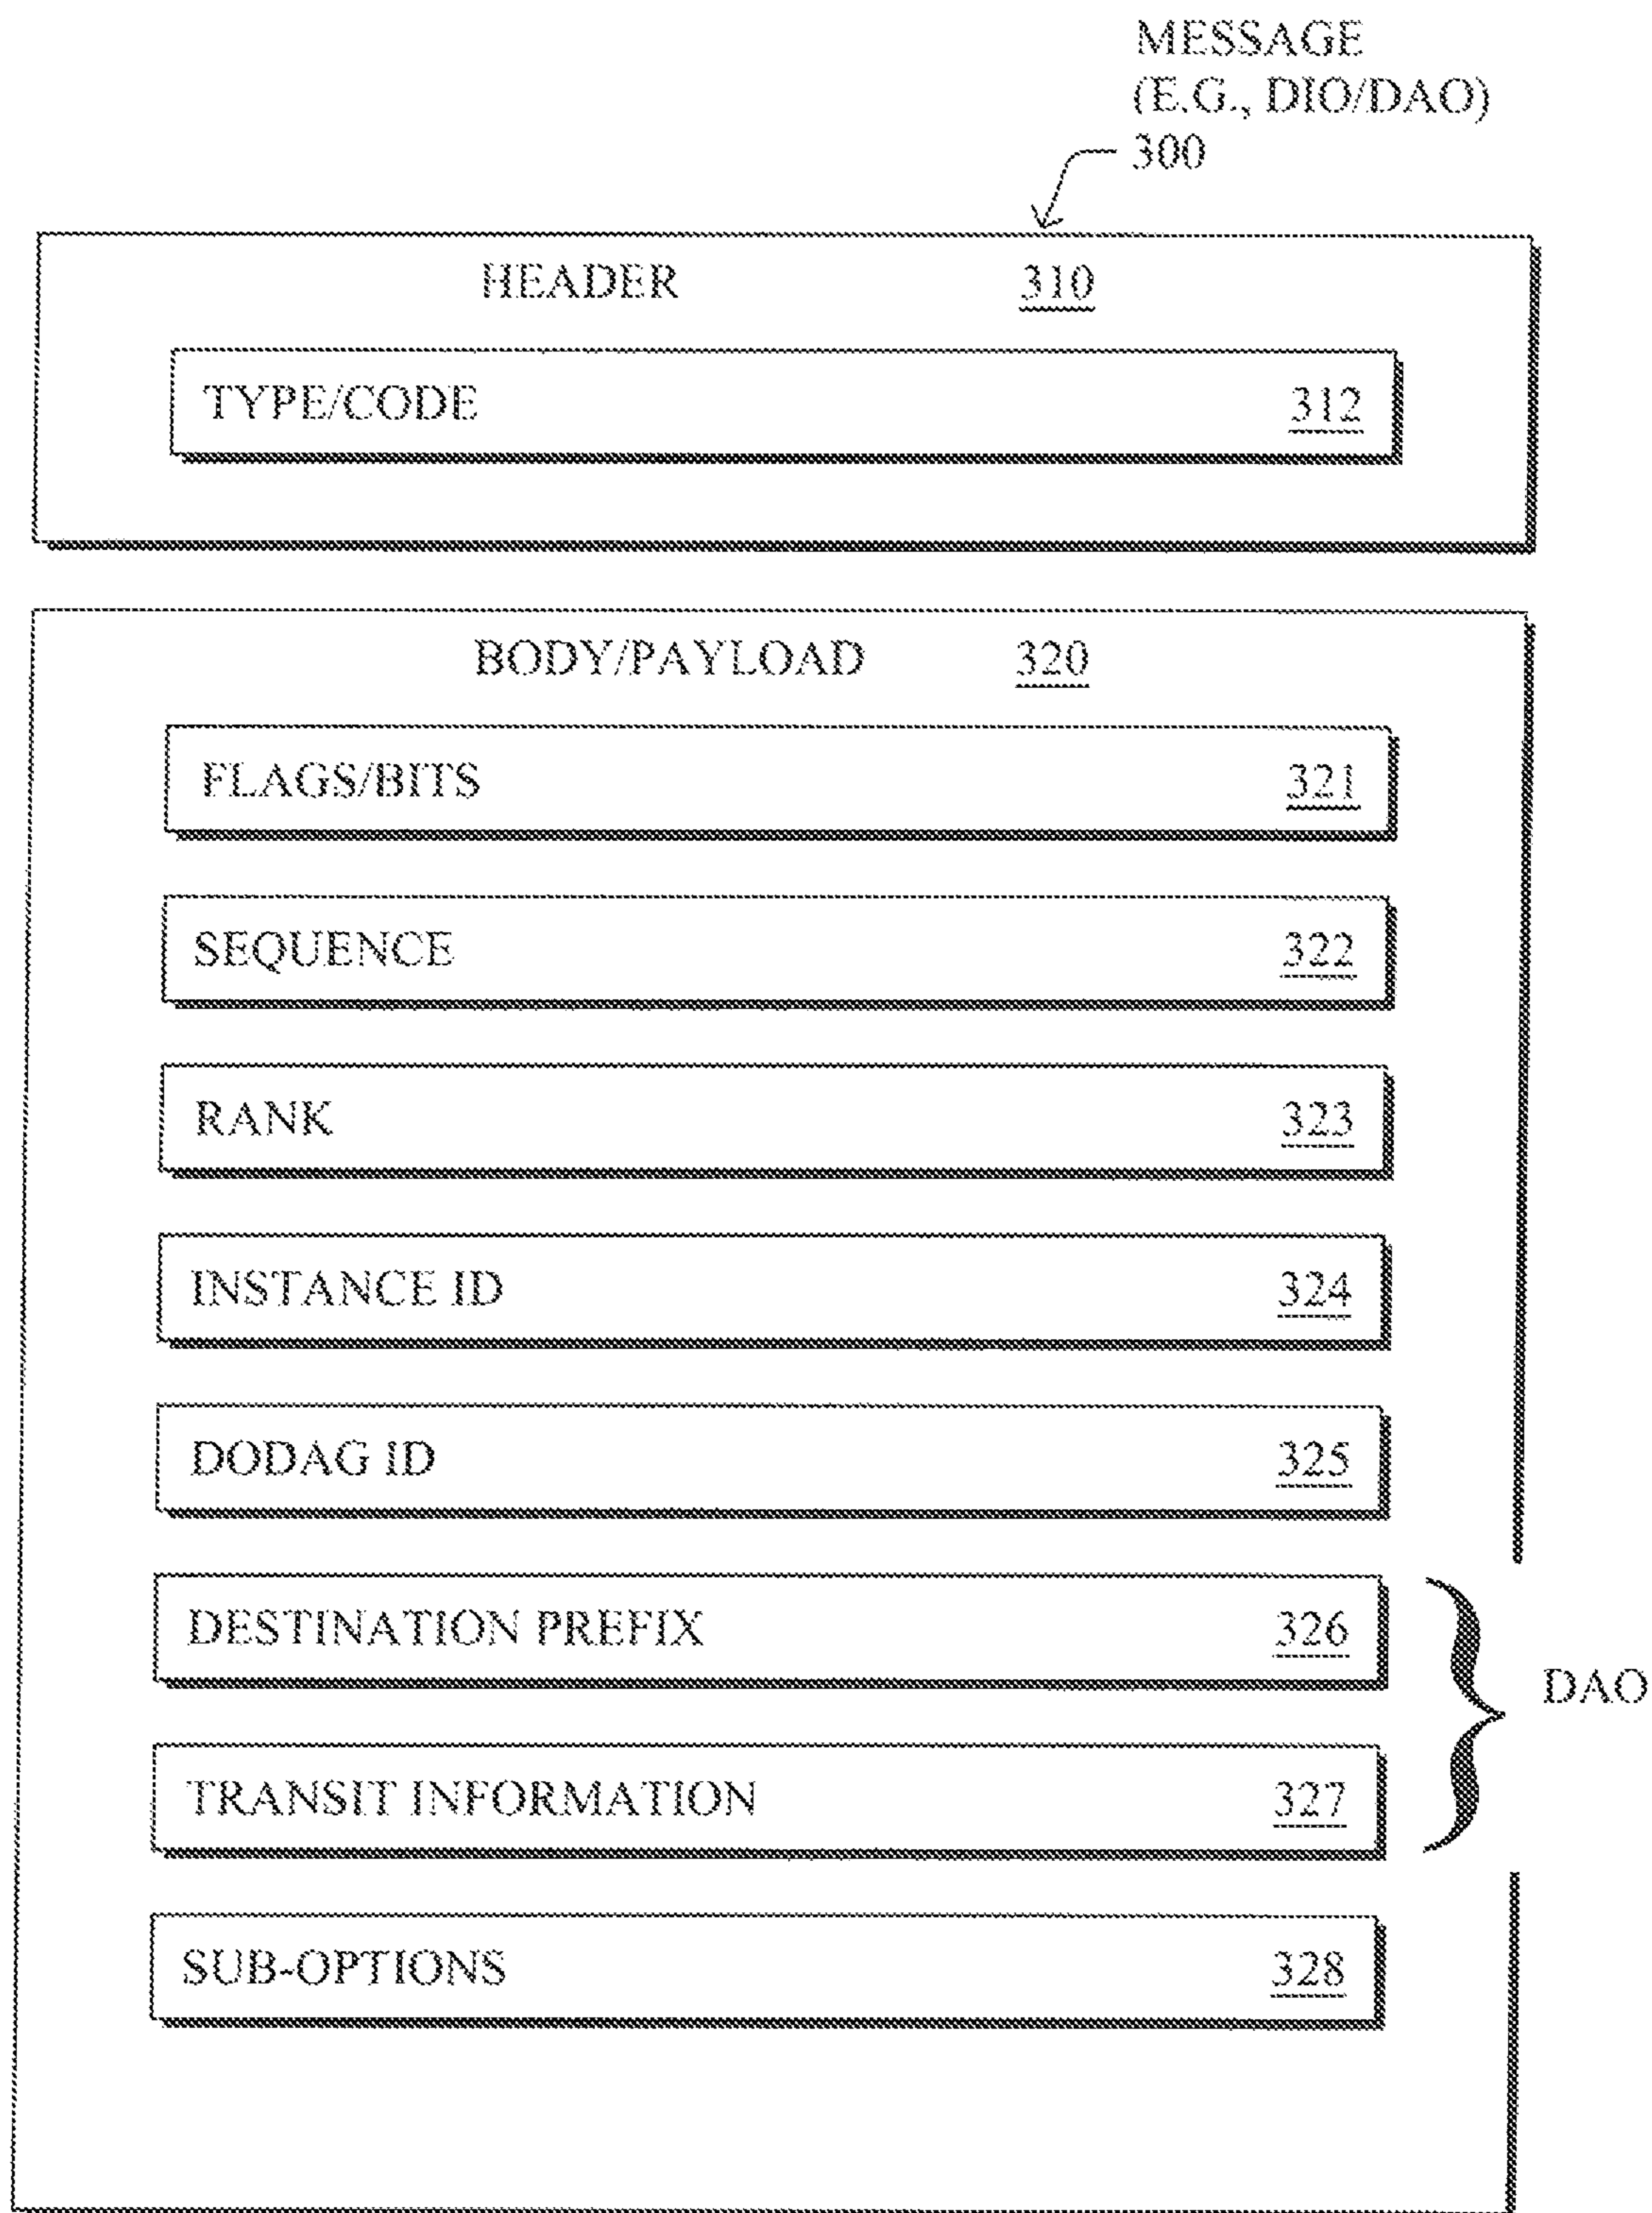 MESSAGE
(E.G., DIO/DAO)
300
HEADER 310
TYPE/CODE 312
BODY/PAYLOAD 320
FLAGS/BITS 321
SEQUENCE 322
RANK 323
INSTANCE ID 324
DODAG ID 325
DESTINATION PREFIX 326
DAO
TRANSIT INFORMATION 327
SUB-OPTIONS 328